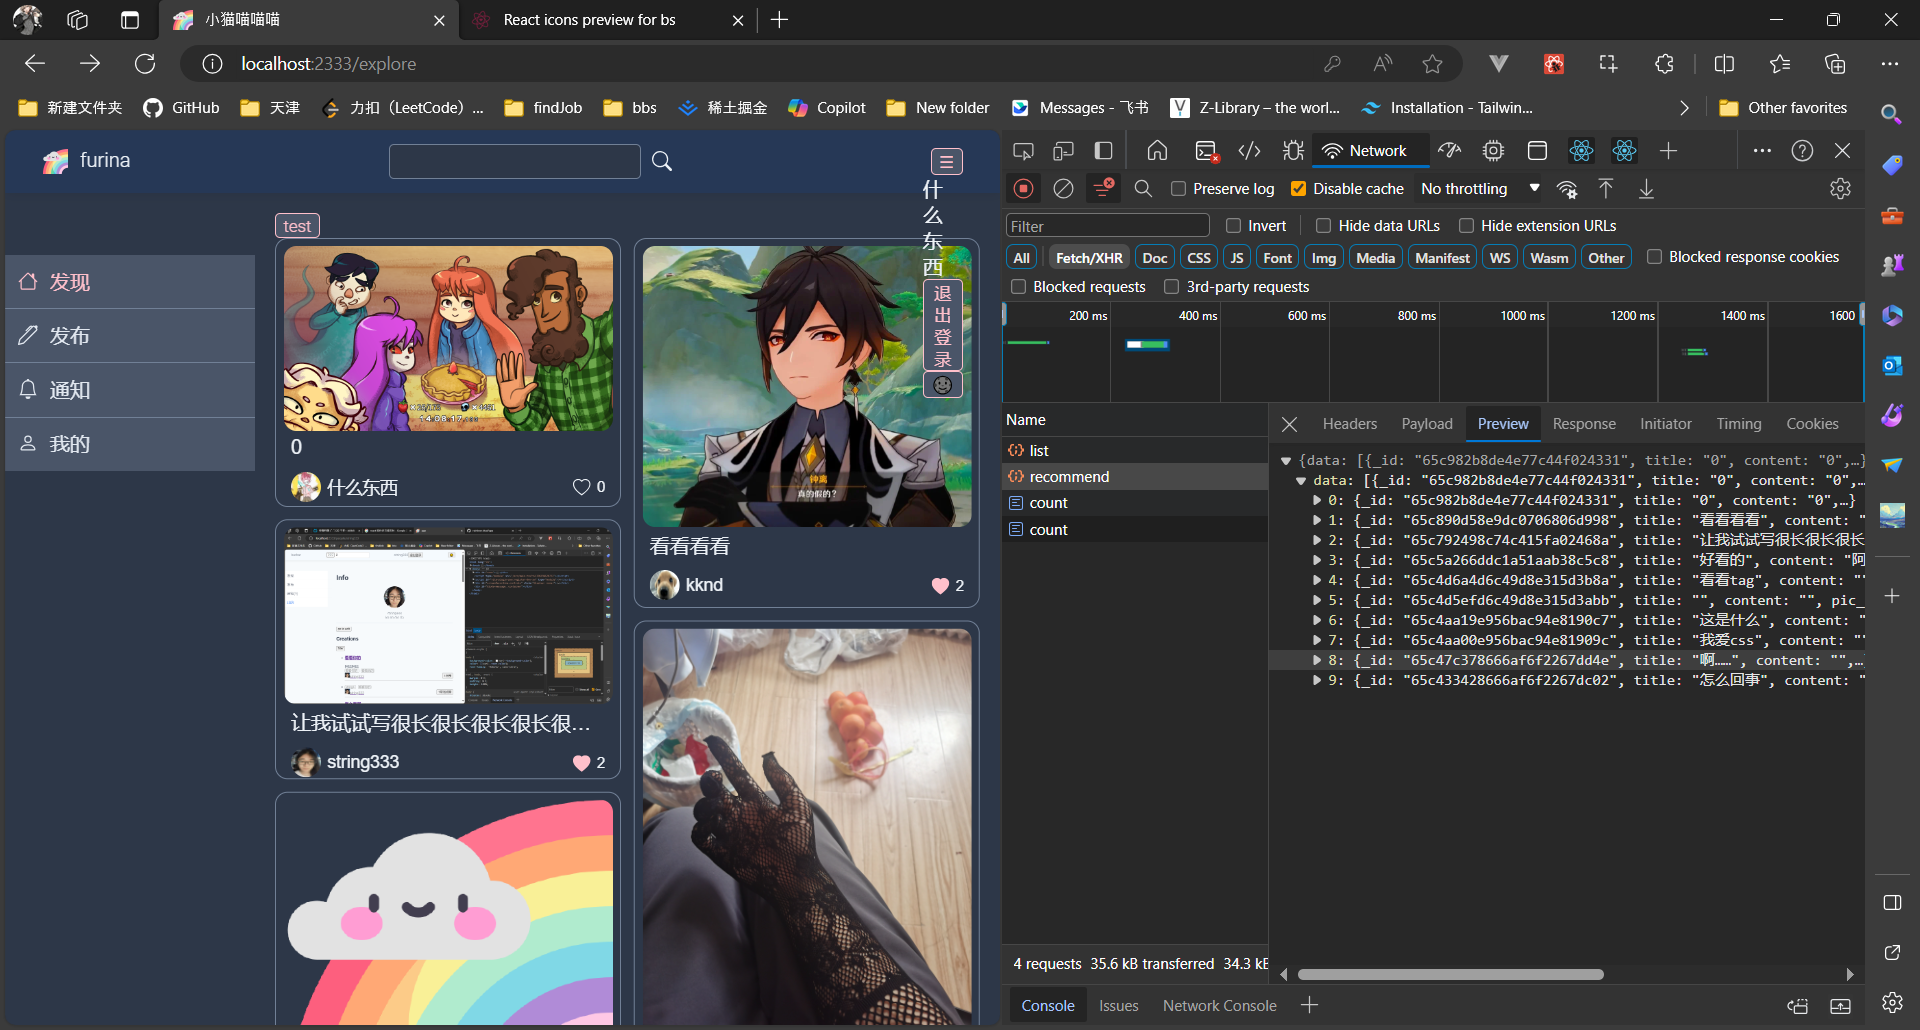 小猫喵喵喵
React icons preview for bs
localhost:2333/explore
新建文件夹
GitHub
天津
力扣 (LeetCode) ...
findJob
bbs
稀土掘金
Copilot
New folder
Messages - 飞书
Z-Library – the worl...
Installation - Tailwin...
Other favorites
furina
什么东西
退出登录
test
发现
发布
通知
我的
0
什么东西
0
钟离
真的假的？
看看看看
kknd
2
让我试试写很长很长很长很长很...
string333
2
Network
Preserve log
Disable cache
No throttling
Filter
Invert
Hide data URLs
Hide extension URLs
All
Fetch/XHR
Doc
CSS
JS
Font
Img
Media
Manifest
WS
Wasm
Other
Blocked response cookies
Blocked requests
3rd-party requests
200 ms
400 ms
600 ms
800 ms
1000 ms
1200 ms
1400 ms
1600
Name
list
recommend
count
count
Headers
Payload
Preview
Response
Initiator
Timing
Cookies
{data: [{_id: "65c982b8de4e77c44f024331", title: "0", content: "0",…}
data: [{_id: "65c982b8de4e77c44f024331", title: "0", content: "0",…
0: {_id: "65c982b8de4e77c44f024331", title: "0", content: "0",…}
1: {_id: "65c890d58e9dc0706806d998", title: "看看看看", content: "
2: {_id: "65c792498c74c415fa02468a", title: "让我试试写很长很长很长
3: {_id: "65c5a266ddc1a51aab38c5c8", title: "好看的", content: "阿
4: {_id: "65c4d6a4d6c49d8e315d3b8a", title: "看看tag", content: ""
5: {_id: "65c4d5efd6c49d8e315d3abb", title: "", content: "", pic_
6: {_id: "65c4aa19e956bac94e8190c7", title: "这是什么", content: "
7: {_id: "65c4aa00e956bac94e81909c", title: "我爱css", content: ""
8: {_id: "65c47c378666af6f2267dd4e", title: "啊……", content: "",…
9: {_id: "65c433428666af6f2267dc02", title: "怎么回事", content: "
4 requests
35.6 kB transferred
34.3 kB
Console
Issues
Network Console